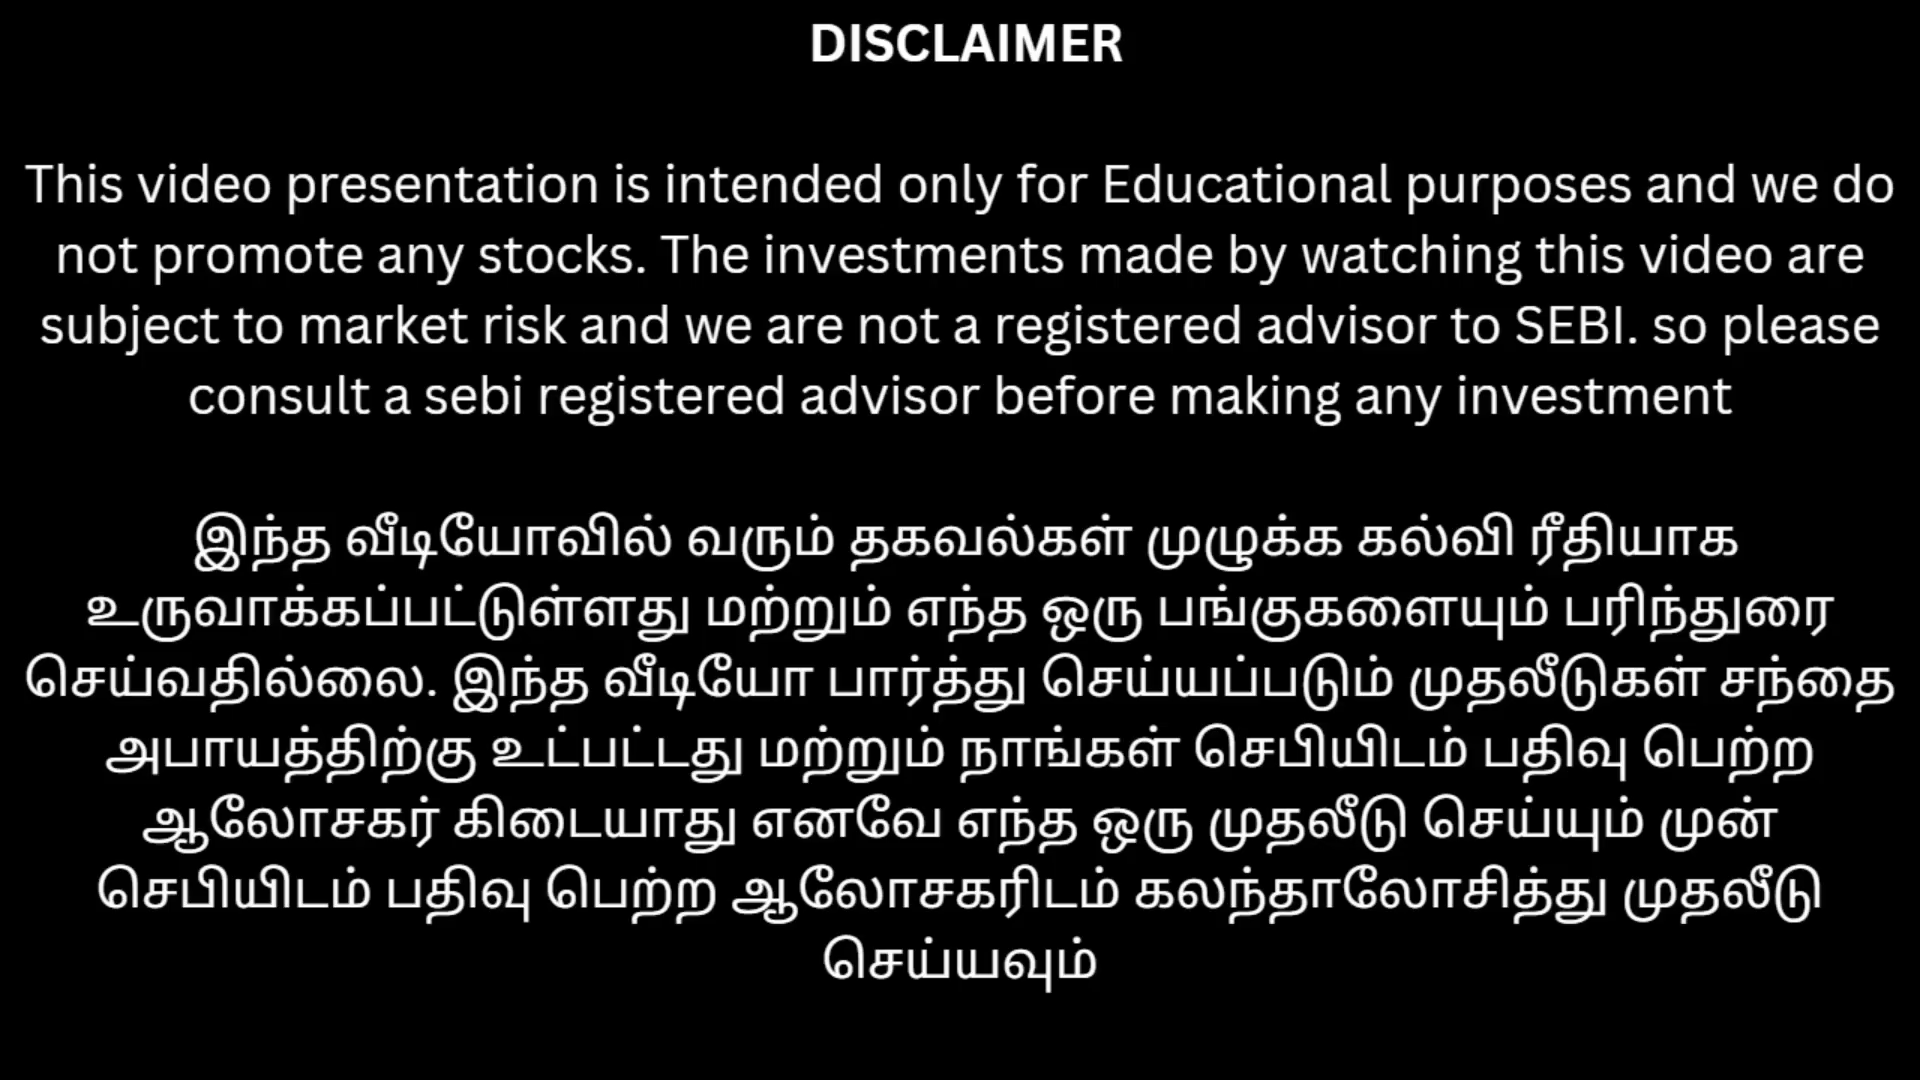 DISCLAIMER
This video presentation is intended only for Educational purposes and we do
not promote any stocks. The investments made by watching this video are
subject to market risk and we are not a registered advisor to SEBI. so please
consult a sebi registered advisor before making any investment
இந்த வீடியோவில் வரும் தகவல்கள் முழுக்க கல்வி ரீதியாக
உருவாக்கப்பட்டுள்ளது மற்றும் எந்த ஒரு பங்குகளையும் பரிந்துரை
செய்வதில்லை. இந்த வீடியோ பார்த்து செய்யப்படும் முதலீடுகள் சந்தை
அபாயத்திற்கு உட்பட்டது மற்றும் நாங்கள் செபியிடம் பதிவு பெற்ற
ஆலோசகர் கிடையாது எனவே எந்த ஒரு முதலீடு செய்யும் முன்
செபியிடம் பதிவு பெற்ற ஆலோசகரிடம் கலந்தாலோசித்து முதலீடு
செய்யவும்